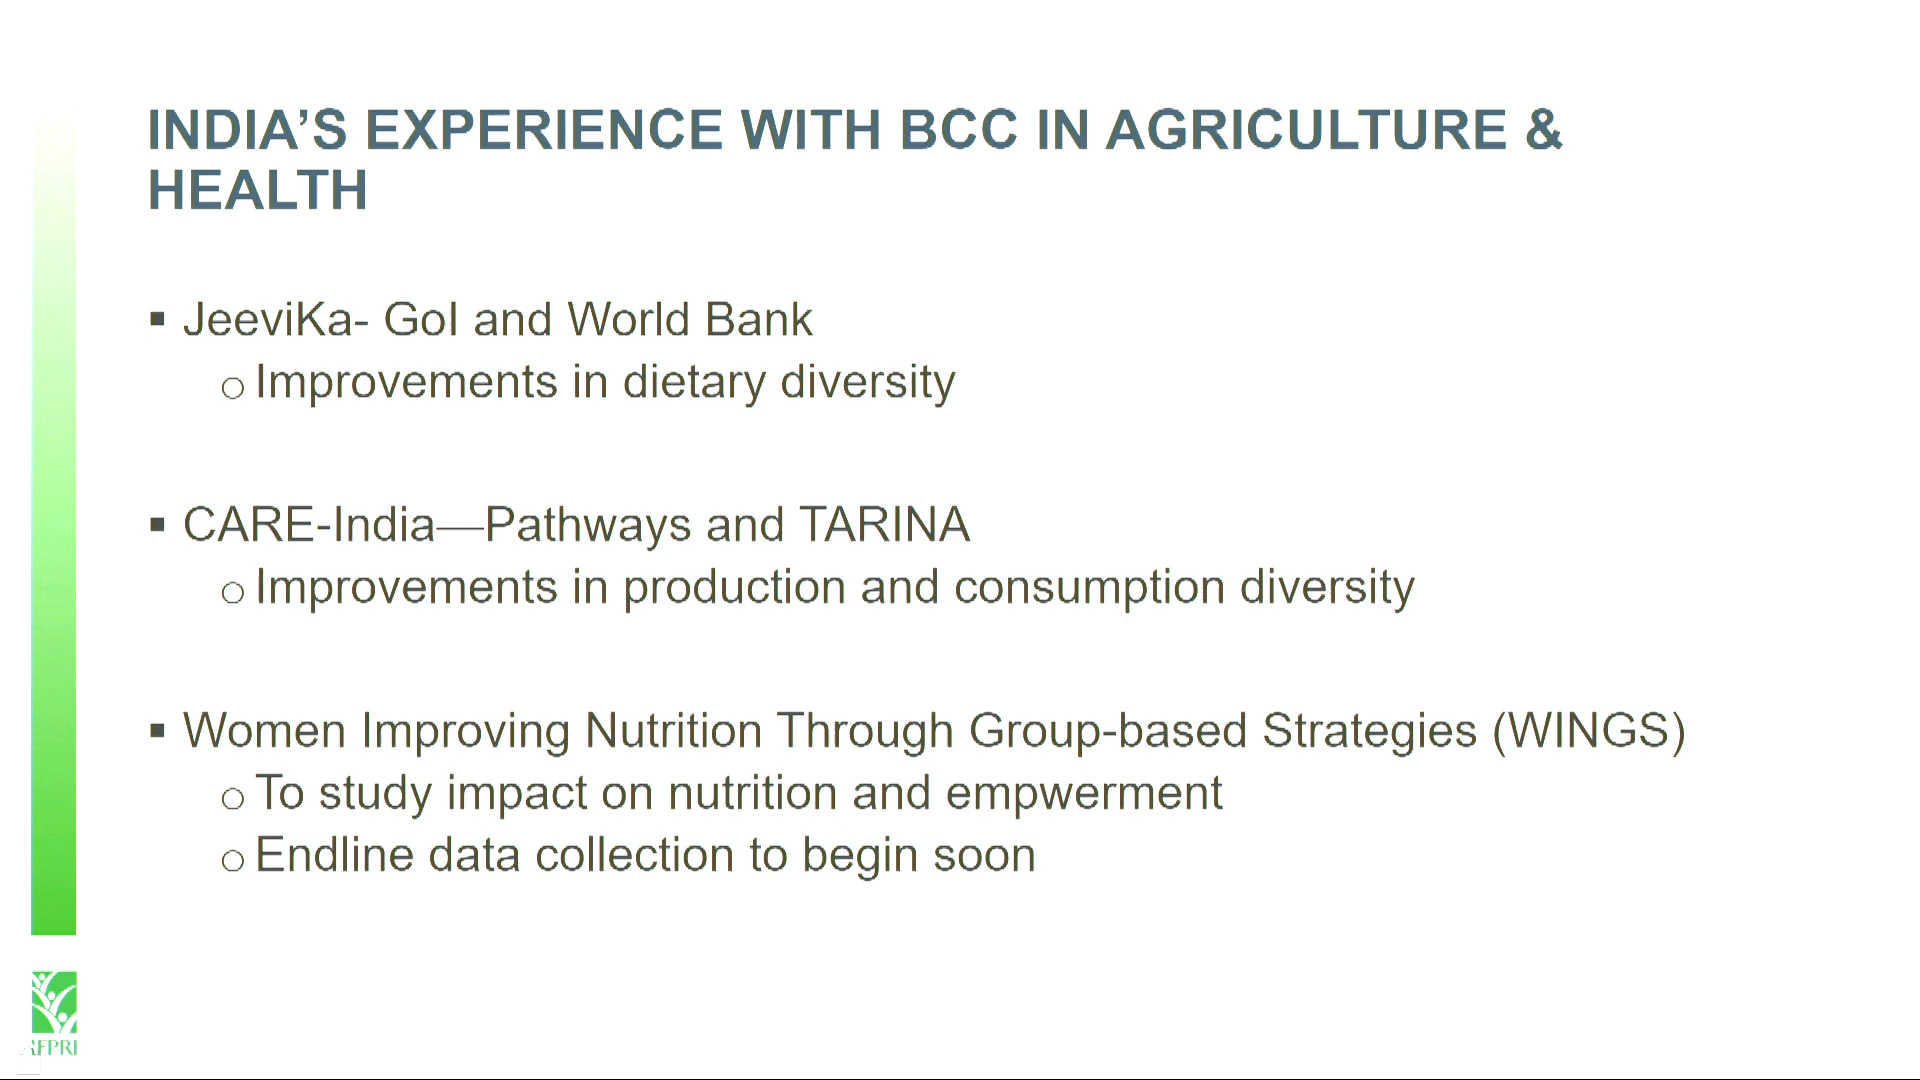 INDIA’S EXPERIENCE WITH BCC IN AGRICULTURE &
HEALTH
▪ JeeviKa- GoI and World Bank
o Improvements in dietary diversity
▪ CARE-India—Pathways and TARINA
o Improvements in production and consumption diversity
▪ Women Improving Nutrition Through Group-based Strategies (WINGS)
o To study impact on nutrition and empwerment
o Endline data collection to begin soon
IFPRI